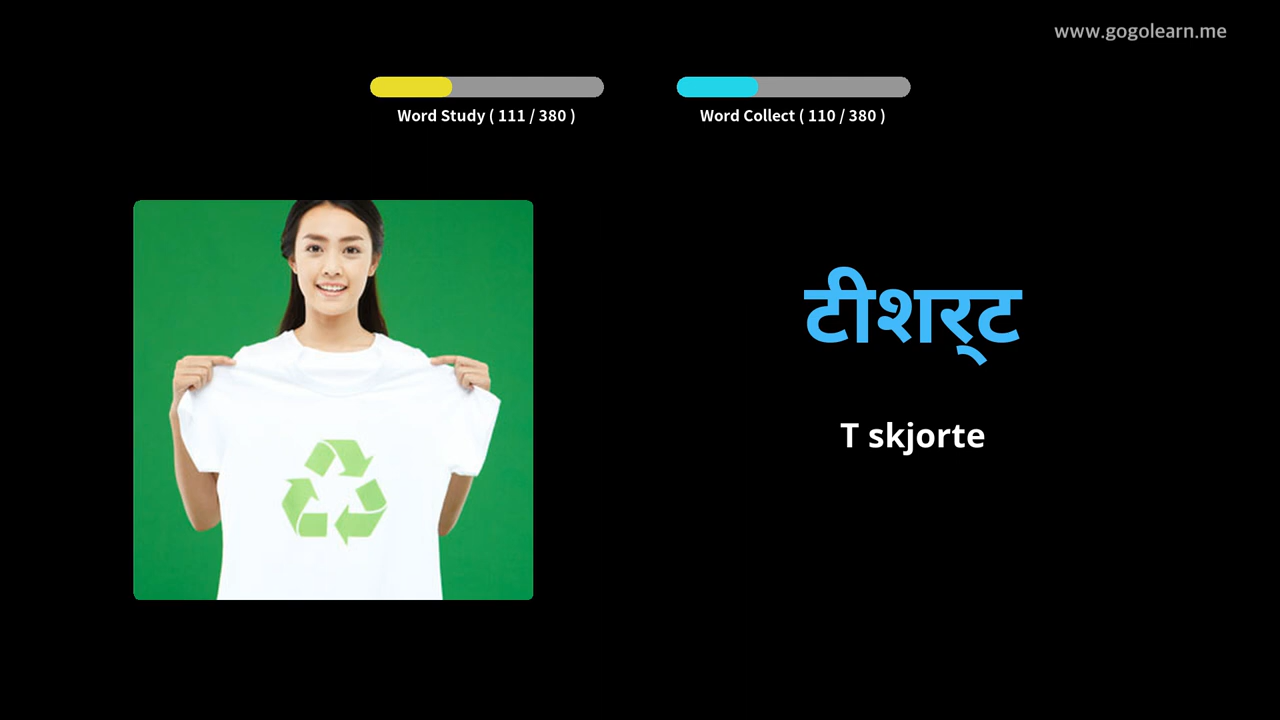 www.gogolearn.me
Word Study ( 111 / 380 )
Word Collect ( 110 / 380 )
टीशर्‌ट
T skjorte